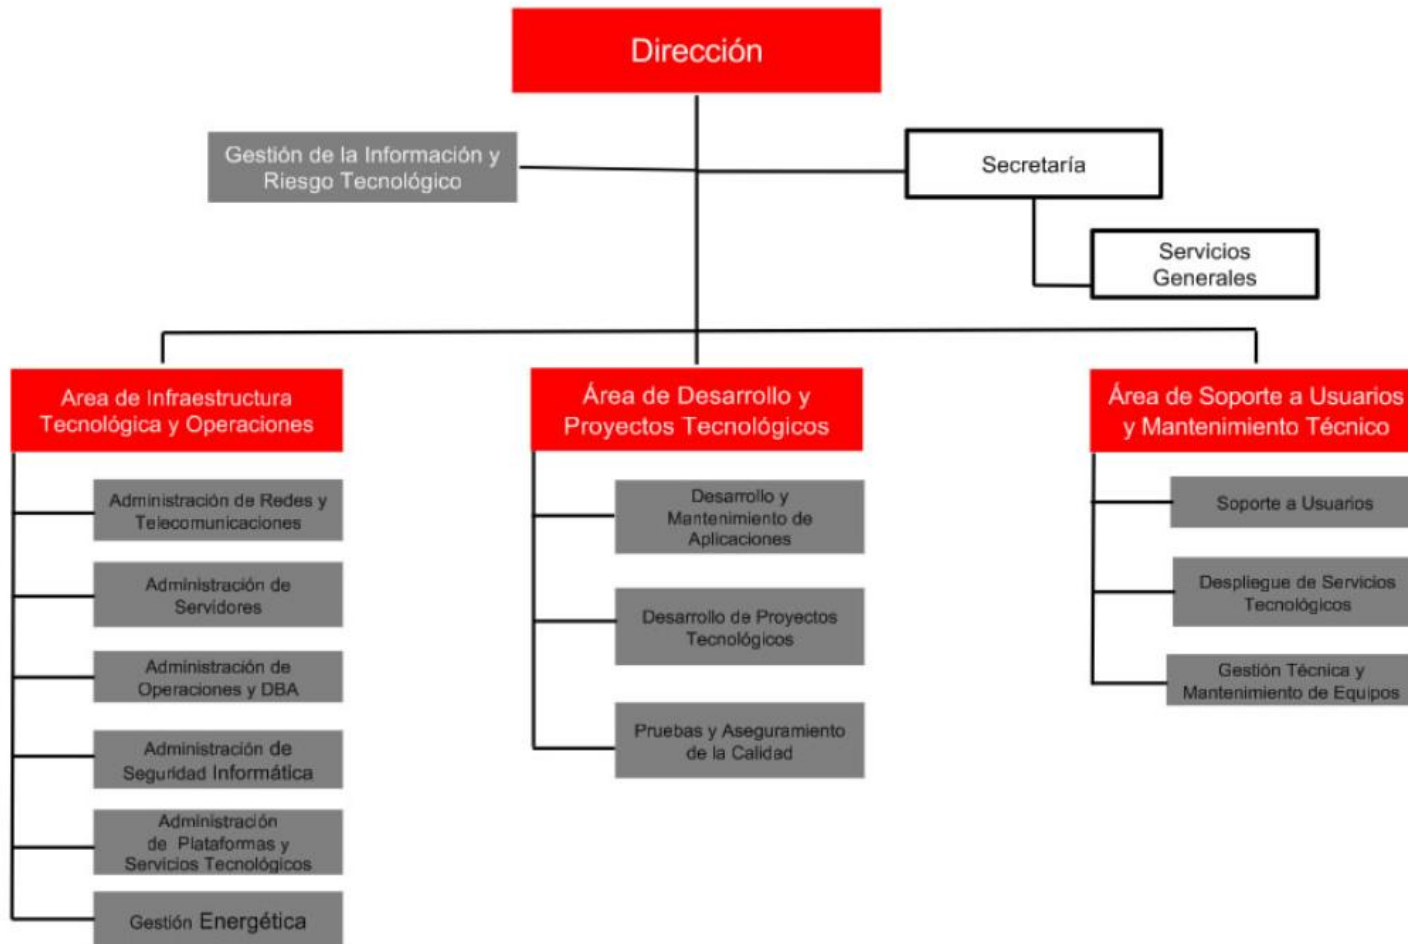 Dirección
Gestión de la Información y
Riesgo Tecnológico
Secretaría
Servicios
Generales
Area de Infraestructura
Tecnológica y Operaciones
Administración de Redes y
Telecomunicaciones
Administración de
Servidores
Administración de
Operaciones y DBA
Administración de
Seguridad Informática
Administración
de Plataformas y
Servicios Tecnológicos
Gestión Energética
Área de Desarrollo y
Proyectos Tecnológicos
Desarrollo y
Mantenimiento de
Aplicaciones
Desarrollo de Proyectos
Tecnológicos
Pruebas y Aseguramiento
de la Calidad
Área de Soporte a Usuarios
y Mantenimiento Técnico
Soporte a Usuarios
Despliegue de Servicios
Tecnológicos
Gestión Técnica y
Mantenimiento de Equipos